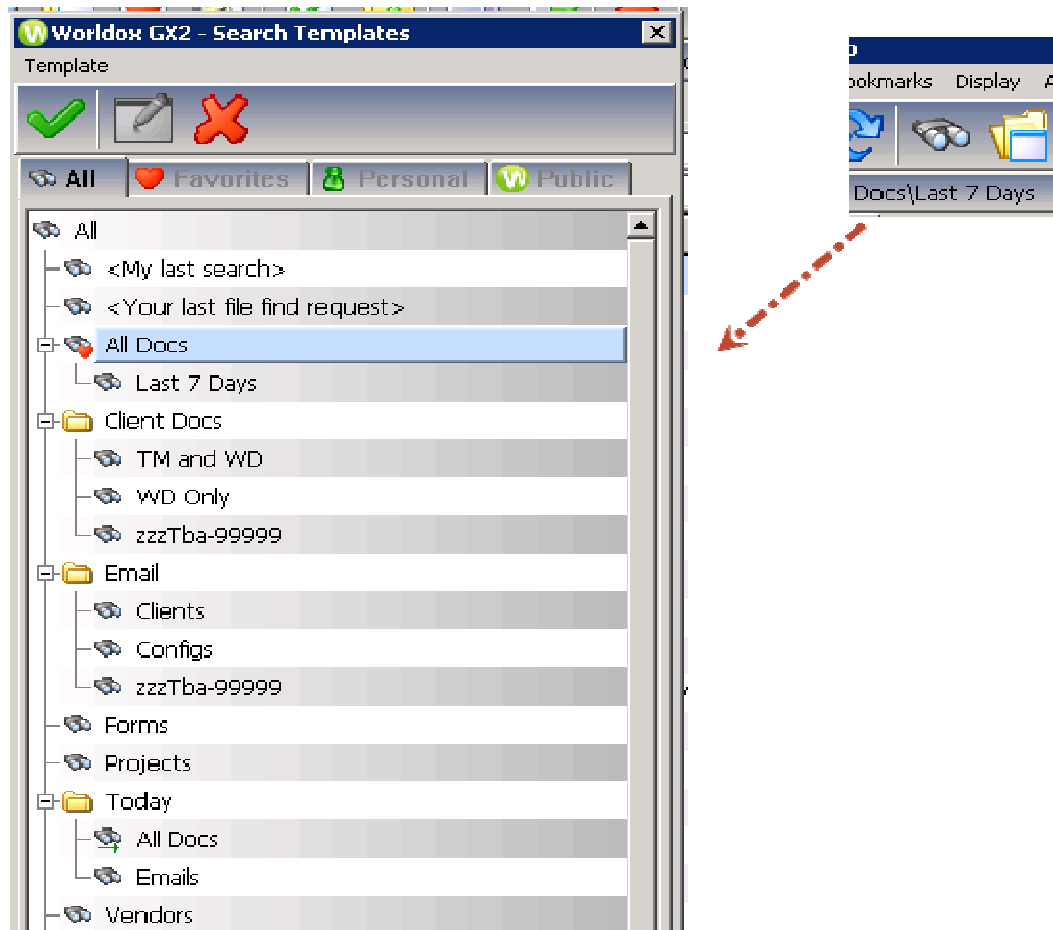 Worldox GX2 - Search Templates
Template
All Favorites Personal Public
All
<My last search>
<Your last file find request>
All Docs
Last 7 Days
Client Docs
TM and WD
WD Only
zzzTba-99999
Email
Clients
Configs
zzzTba-99999
Forms
Projects
Today
All Docs
Emails
Vendors
ookmarks Display A
Docs\Last 7 Days